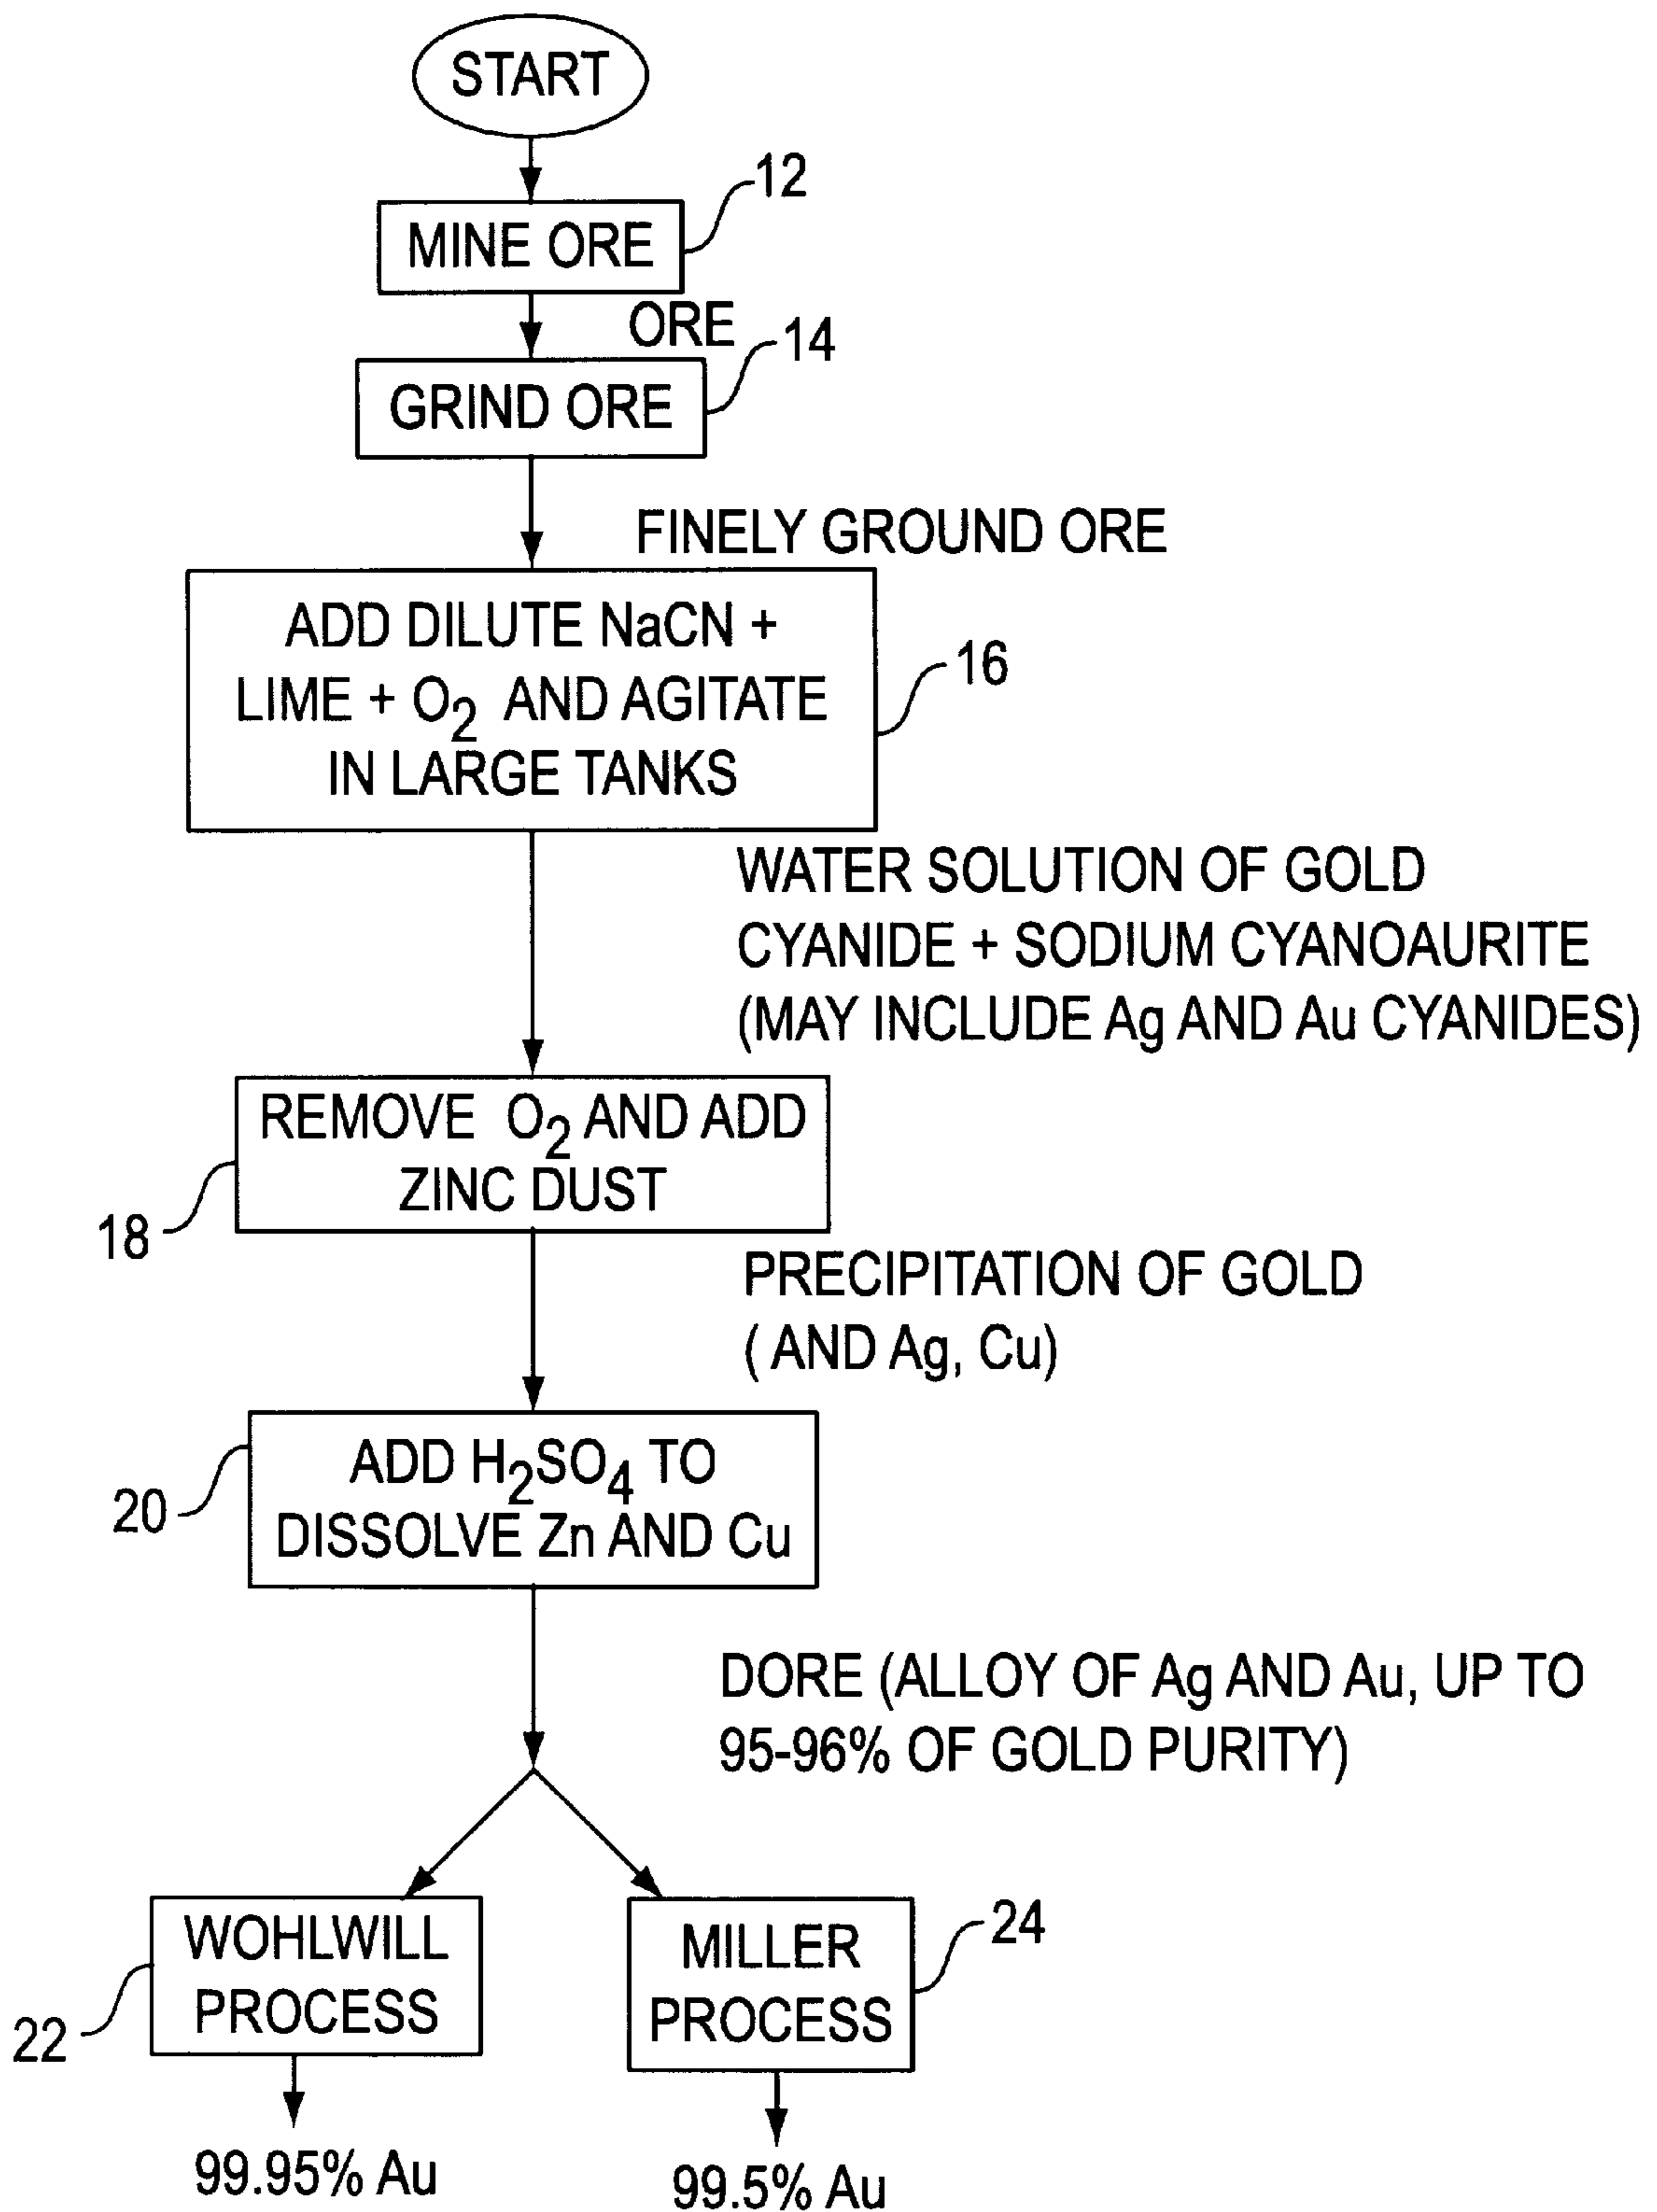 START
12
MINE ORE
ORE
14
GRIND ORE
FINELY GROUND ORE
ADD DILUTE NaCN +
LIME + O2 AND AGITATE
IN LARGE TANKS
16
WATER SOLUTION OF GOLD
CYANIDE + SODIUM CYANOAURITE
(MAY INCLUDE Ag AND Au CYANIDES)
REMOVE O2 AND ADD
ZINC DUST
18
PRECIPITATION OF GOLD
( AND Ag, Cu)
ADD H2SO4 TO
DISSOLVE Zn AND Cu
20
DORE (ALLOY OF Ag AND Au, UP TO
95-96% OF GOLD PURITY)
WOHLWILL
PROCESS
22
MILLER
PROCESS
24
99.95% Au
99.5% Au